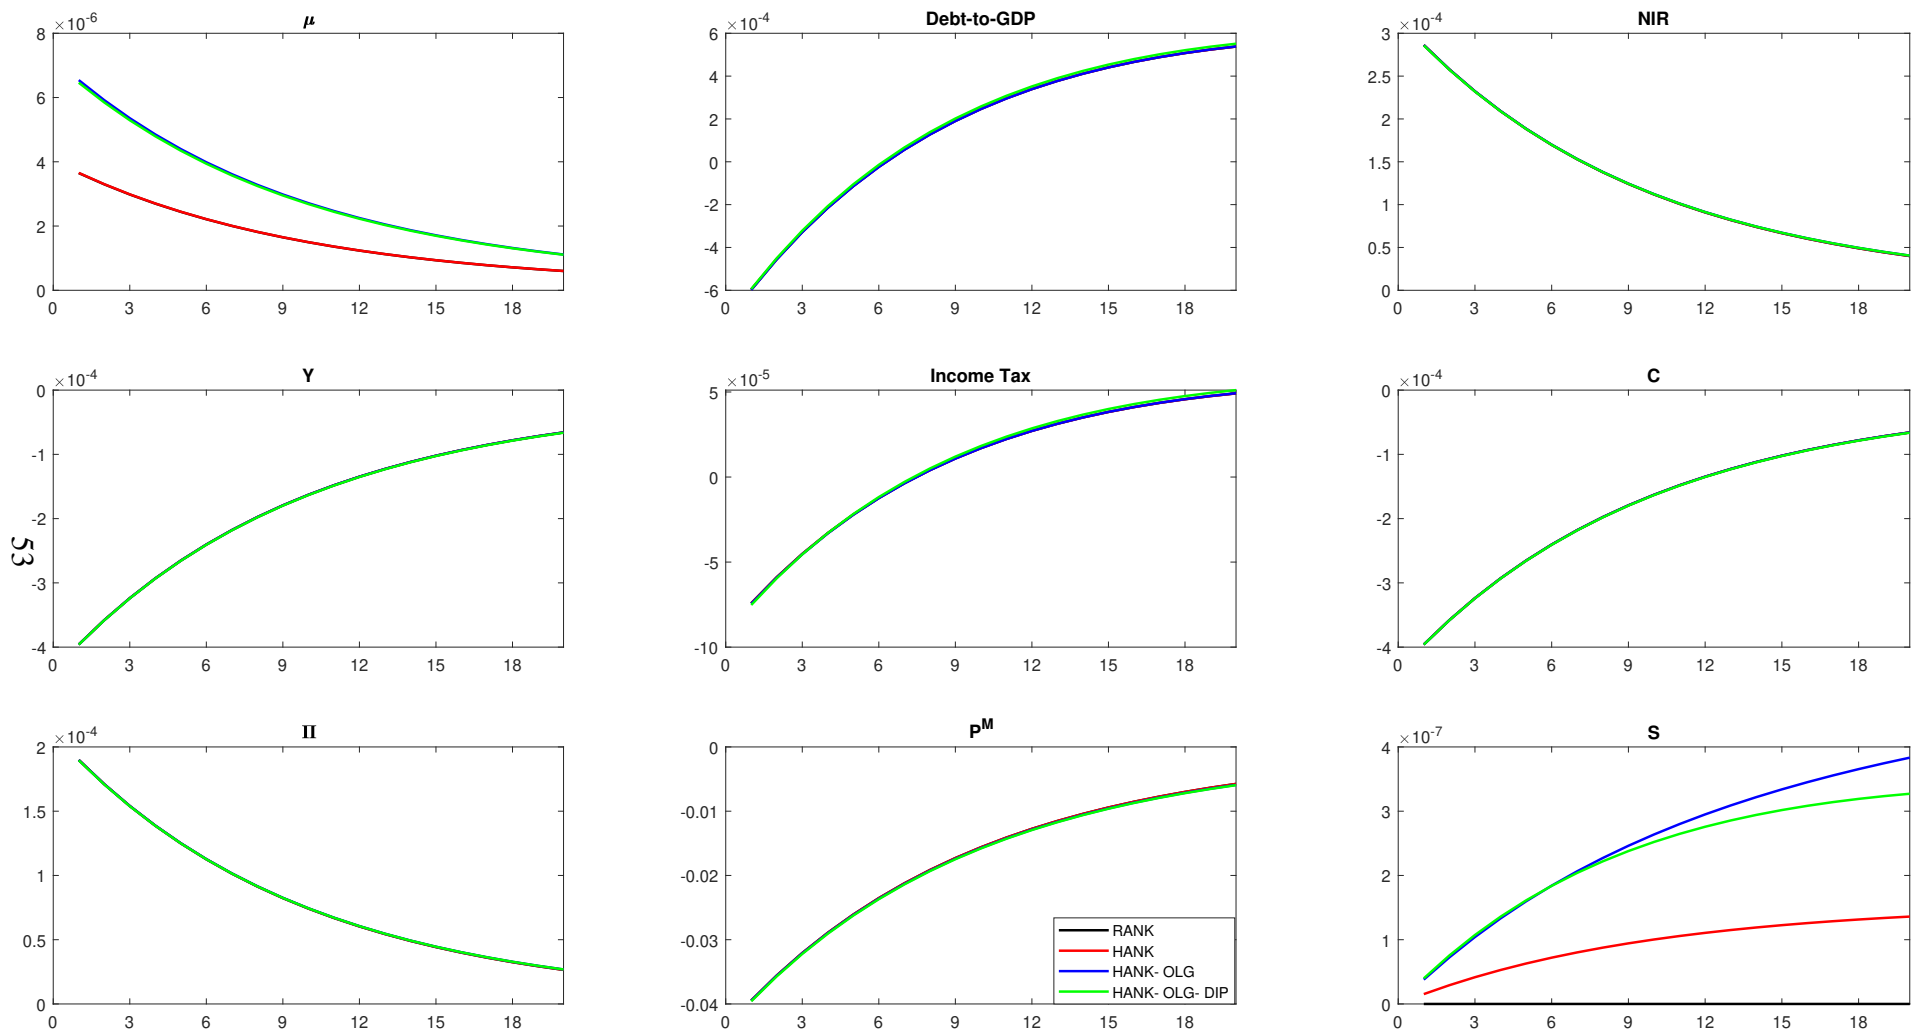 μ
×10-6
8
6
4
2
0
0 3 6 9 12 15 18
Debt-to-GDP
×10-4
6
4
2
0
-2
-4
-6
0 3 6 9 12 15 18
NIR
×10-4
3
2.5
2
1.5
1
0.5
0
0 3 6 9 12 15 18
Y
×10-4
0
-1
-2
-3
-4
0 3 6 9 12 15 18
Income Tax
×10-5
5
0
-5
-10
0 3 6 9 12 15 18
C
×10-4
0
-1
-2
-3
-4
0 3 6 9 12 15 18
53
Π
×10-4
2
1.5
1
0.5
0
0 3 6 9 12 15 18
PM
0
-0.01
-0.02
-0.03
-0.04
0 3 6 9 12 15 18
RANK
HANK
HANK- OLG
HANK- OLG- DIP
S
×10-7
4
3
2
1
0
0 3 6 9 12 15 18